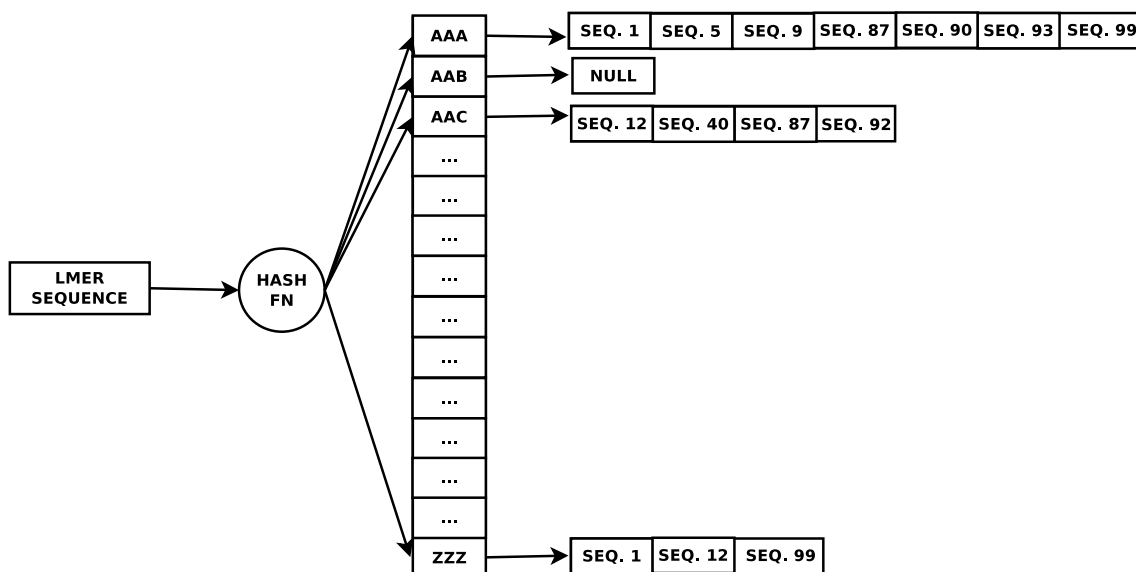 AAA SEQ. 1 SEQ. 5 SEQ. 9 SEQ. 87 SEQ. 90 SEQ. 93 SEQ. 99
AAB NULL
AAC SEQ. 12 SEQ. 40 SEQ. 87 SEQ. 92
...
...
...
LMER
SEQUENCE
HASH
FN
...
...
...
...
...
...
...
ZZZ SEQ. 1 SEQ. 12 SEQ. 99